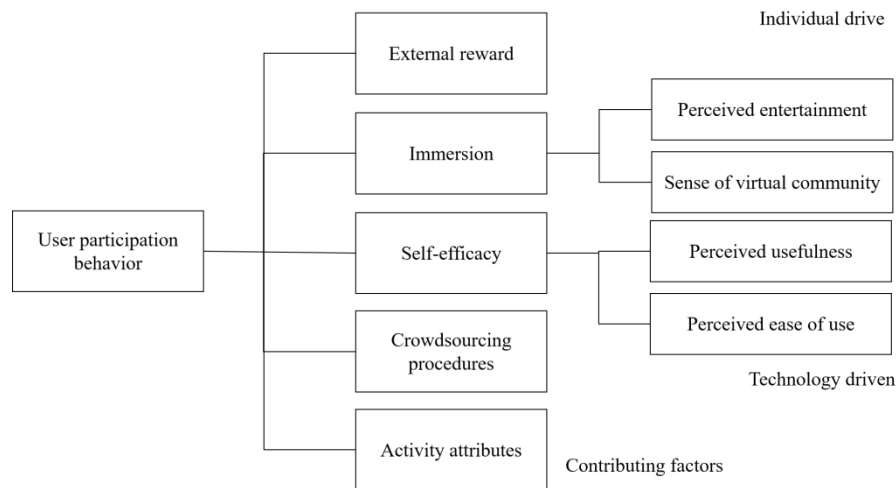 Individual drive
External reward
Perceived entertainment
Immersion
Sense of virtual community
User participation
behavior
Self-efficacy
Perceived usefulness
Perceived ease of use
Crowdsourcing
procedures
Technology driven
Activity attributes
Contributing factors